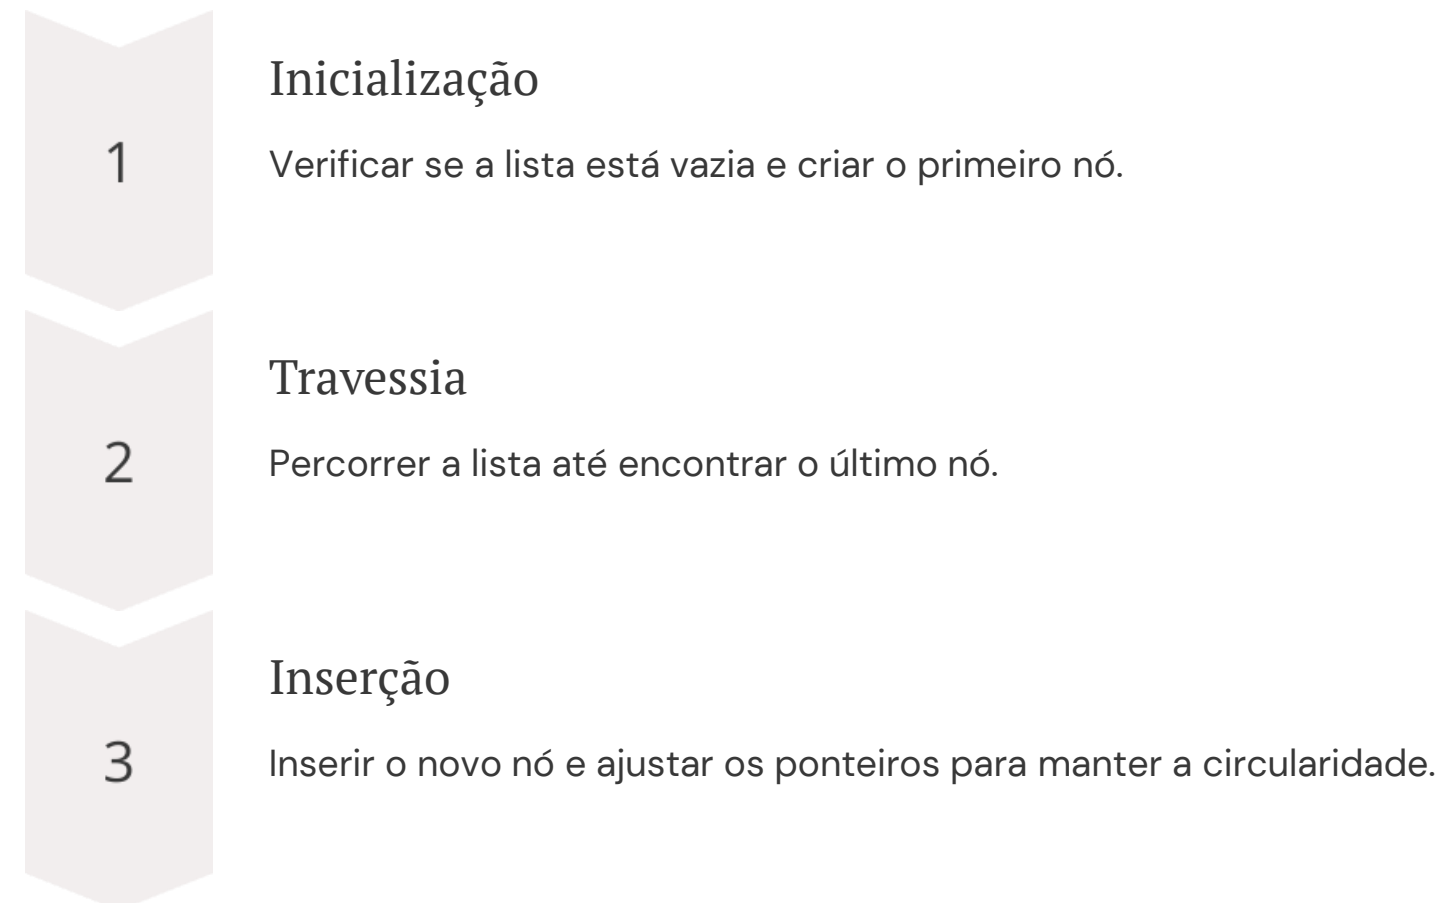 1
Inicialização
Verificar se a lista está vazia e criar o primeiro nó.
2
Travessia
Percorrer a lista até encontrar o último nó.
3
Inserção
Inserir o novo nó e ajustar os ponteiros para manter a circularidade.